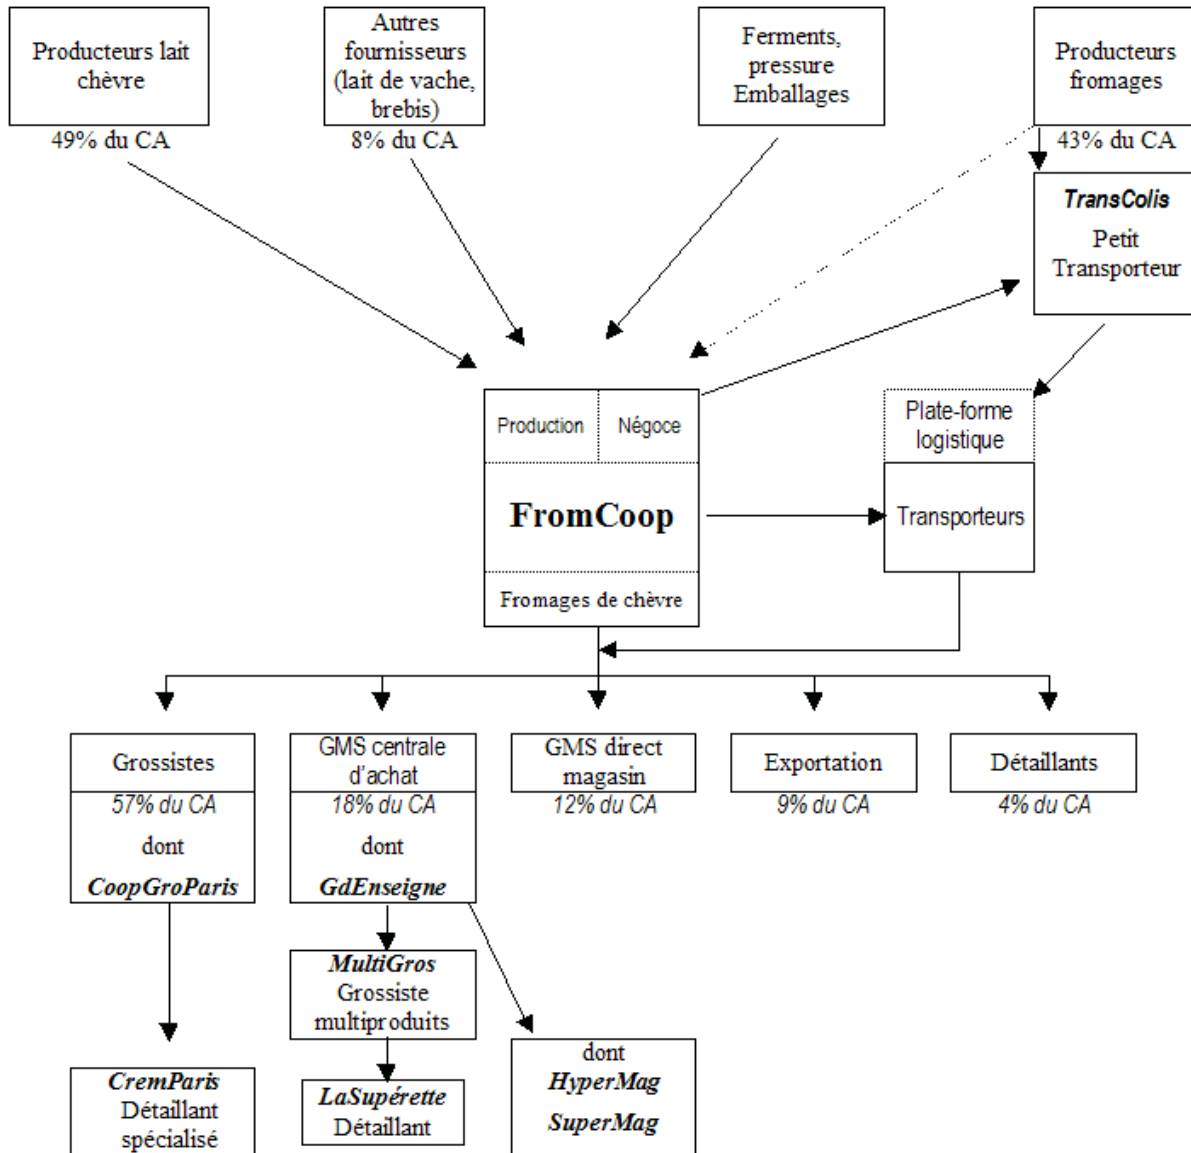 Producteurs lait
chèvre
49% du CA
Autres
fournisseurs
(lait de vache,
brebis)
8% du CA
Ferments,
pressure
Emballages
Producteurs
fromages
43% du CA
TransColis
Petit
Transporteur
Production
Négoce
FromCoop
Fromages de chèvre
Plate-forme
logistique
Transporteurs
Grossistes
57% du CA
dont
CoopGroParis
GMS centrale
d'achat
18% du CA
dont
GdEnseigne
GMS direct
magasin
12% du CA
Exportation
9% du CA
Détaillants
4% du CA
MultiGros
Grossiste
multiproduits
CremParis
Détaillant
spécialisé
LaSupérette
Détaillant
dont
HyperMag
SuperMag